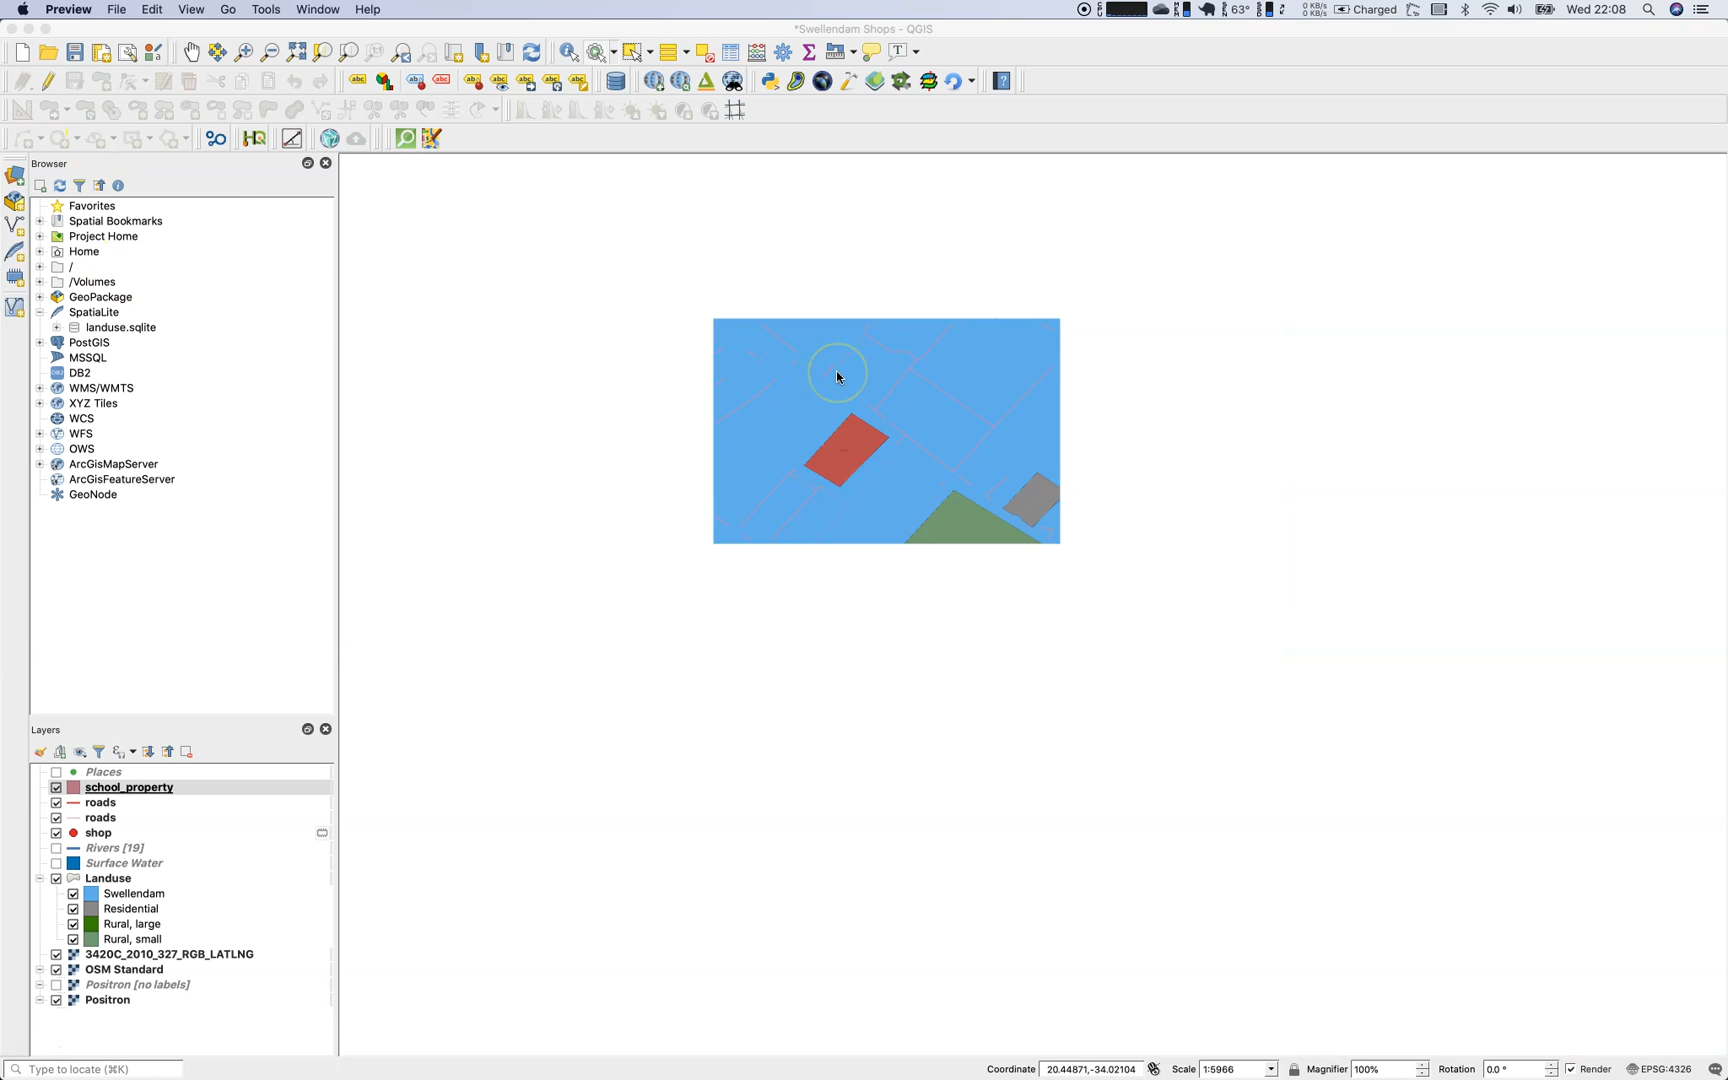 Preview File Edit View Go Tools Window Help
63° 0 KB/s 0 KB/s Charged Wed 22:08
*Swellendam Shops - QGIS
Browser
Favorites
Spatial Bookmarks
Project Home
Home
/
/Volumes
GeoPackage
SpatiaLite
landuse.sqlite
PostGIS
MSSQL
DB2
WMS/WMTS
XYZ Tiles
WCS
WFS
OWS
ArcGisMapServer
ArcGisFeatureServer
GeoNode
Layers
Places
school_property
roads
roads
shop
Rivers [19]
Surface Water
Landuse
Swellendam
Residential
Rural, large
Rural, small
3420C_2010_327_RGB_LATLNG
OSM Standard
Positron [no labels]
Positron
Type to locate (⌘K) Coordinate 20.44871,-34.02104 Scale 1:5966 Magnifier 100% Rotation 0.0 ° Render EPSG:4326